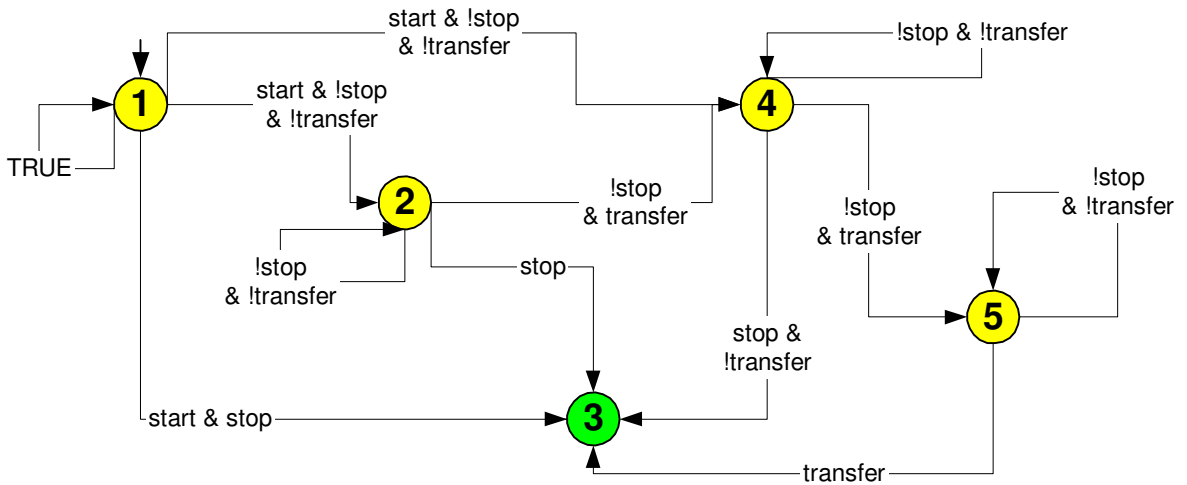 start & !stop
& !transfer
!stop & !transfer
1
start & !stop
& !transfer
4
TRUE
2
!stop
& transfer
!stop
& transfer
!stop
& !transfer
!stop
& !transfer
stop
5
stop &
!transfer
start & stop
3
transfer